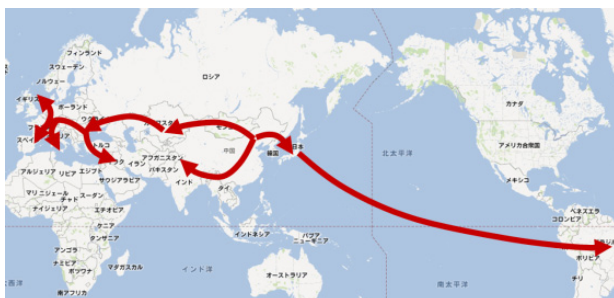 フィンランド
スウェーデン
ノルウェー
ロシア
イギリス
カナダ
ポーランド
スペイ
トルコ
中国
韓国
日本
北太平洋
アメリカ合衆国
アフガニスタン
イラン
パキスタン
アルジェリア
リビア
エジプト
サウジアラビア
インド
メキシコ
マリ
ニジェール
スーダン
チャド
タイ
ナイジェリア
エチオピア
ベネズエラ
コロンビア
ケニア
タンザニア
インドネシア
パプア
ニューギニア
アンゴラ
ナミビア
ボツワナ
マダガスカル
インド洋
ボリビア
オーストラリア
南太平洋
チリ
南アフリカ